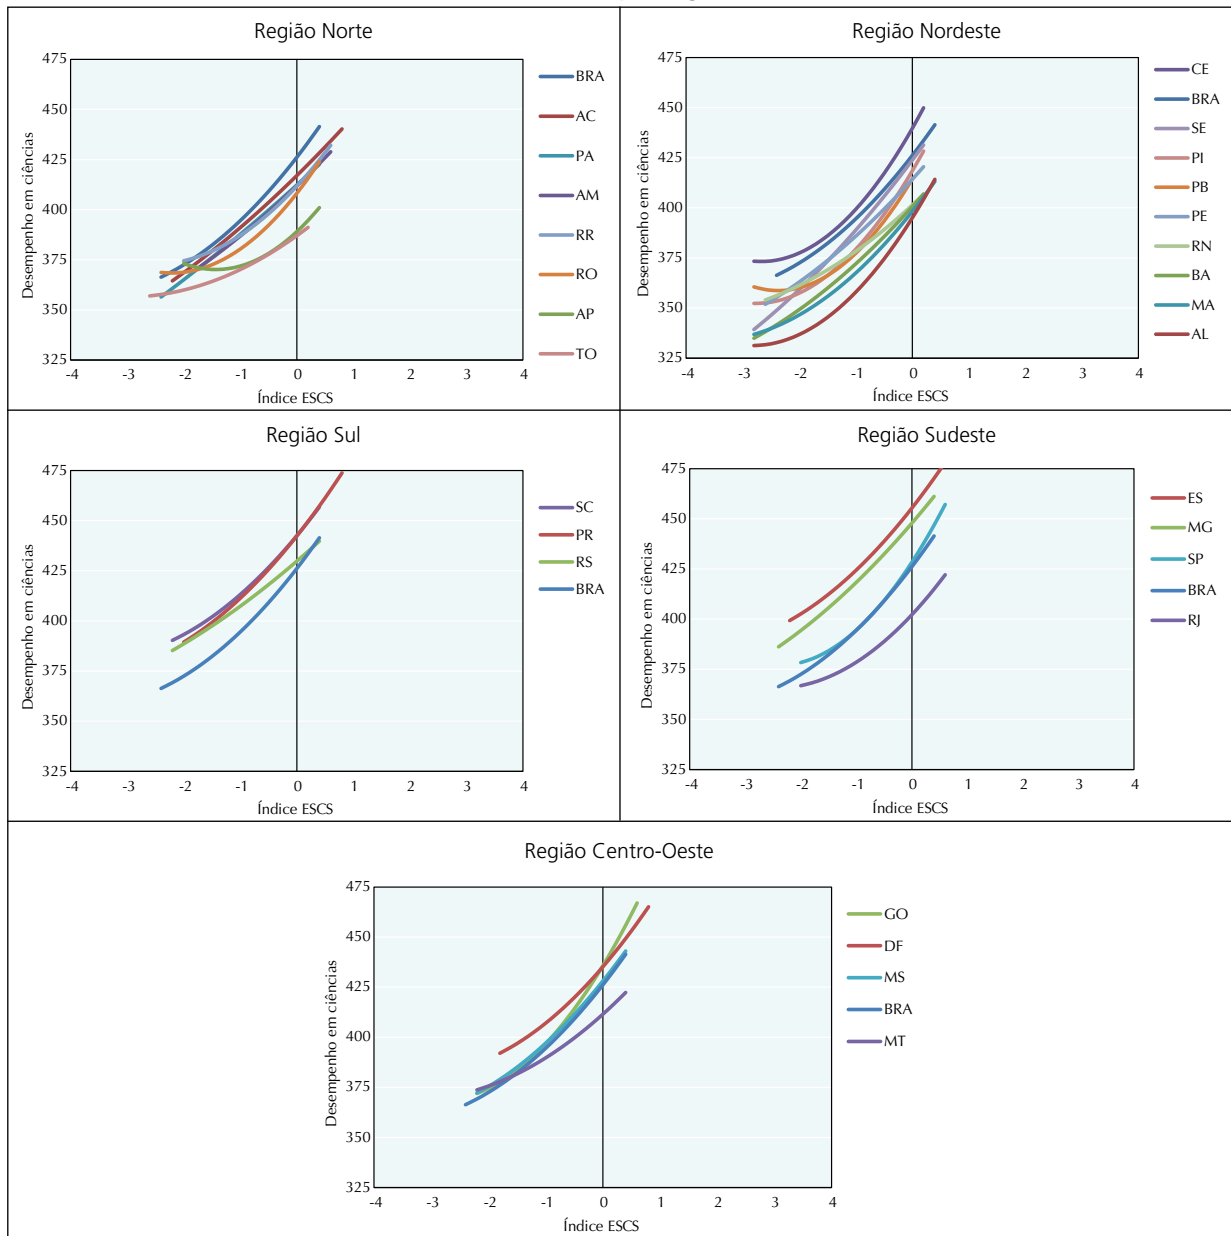 Região Norte
Desempenho em ciências
475
450
425
400
375
350
325
-4 -3 -2 -1 0 1 2 3 4
Índice ESCS
BRA
AC
PA
AM
RR
RO
AP
TO
Região Nordeste
Desempenho em ciências
475
450
425
400
375
350
325
-4 -3 -2 -1 0 1 2 3 4
Índice ESCS
CE
BRA
SE
PI
PB
PE
RN
BA
MA
AL
Região Sul
Desempenho em ciências
475
450
425
400
375
350
325
-4 -3 -2 -1 0 1 2 3 4
Índice ESCS
SC
PR
RS
BRA
Região Sudeste
Desempenho em ciências
475
450
425
400
375
350
325
-4 -3 -2 -1 0 1 2 3 4
Índice ESCS
ES
MG
SP
BRA
RJ
Região Centro-Oeste
Desempenho em ciências
475
450
425
400
375
350
325
-4 -3 -2 -1 0 1 2 3 4
Índice ESCS
GO
DF
MS
BRA
MT